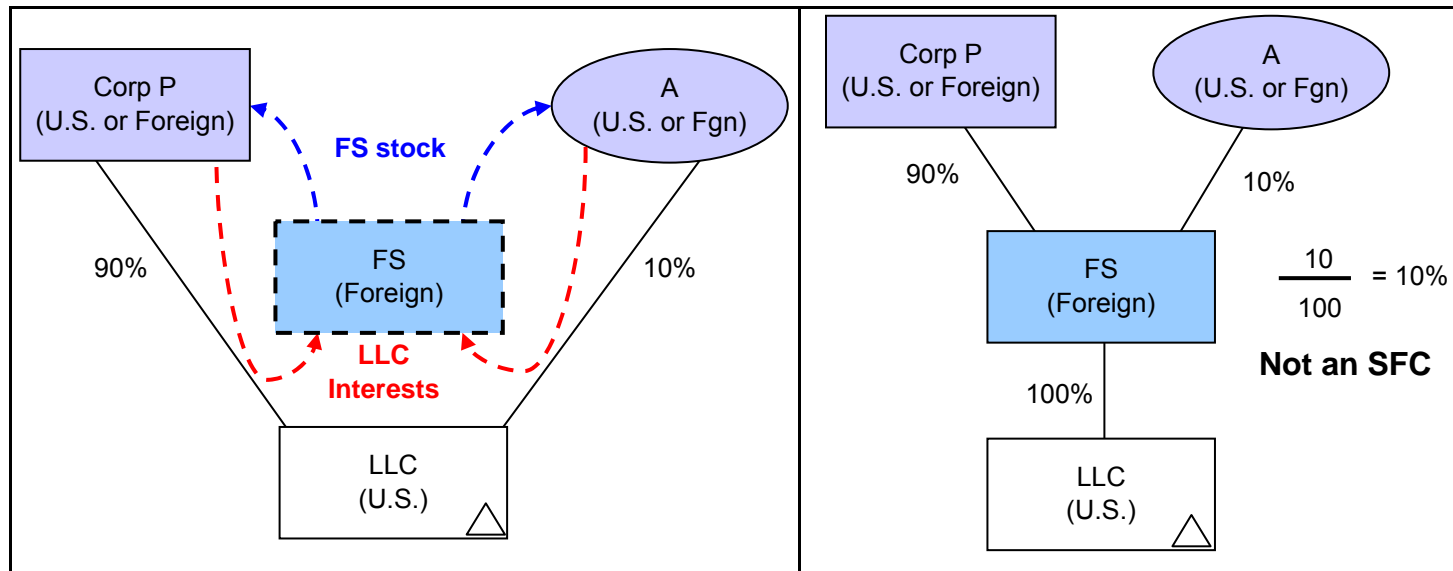 Corp P
(U.S. or Foreign)
A
(U.S. or Fgn)
FS stock
90%
10%
FS
(Foreign)
LLC
Interests
LLC
(U.S.)
Corp P
(U.S. or Foreign)
A
(U.S. or Fgn)
90%
10%
FS
(Foreign)
10
100
= 10%
Not an SFC
100%
LLC
(U.S.)